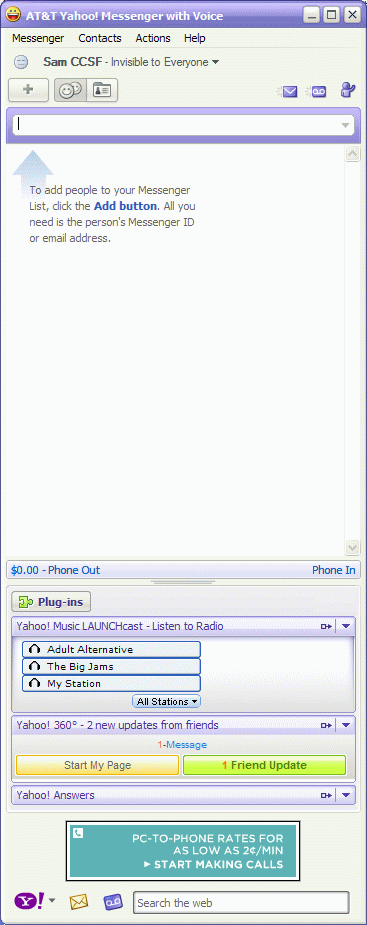 AT&T Yahoo! Messenger with Voice
Messenger Contacts Actions Help
Sam CCSF - Invisible to Everyone
To add people to your Messenger
List, click the Add button. All you
need is the person's Messenger ID
or email address.
$0.00 - Phone Out Phone In
Plug-ins
Yahoo! Music LAUNCHcast - Listen to Radio
Adult Alternative
The Big Jams
My Station
All Stations
Yahoo! 360° - 2 new updates from friends
1-Message
Start My Page 1 Friend Update
Yahoo! Answers
PC-TO-PHONE RATES FOR
AS LOW AS 2¢/MIN
START MAKING CALLS
Y! Search the web